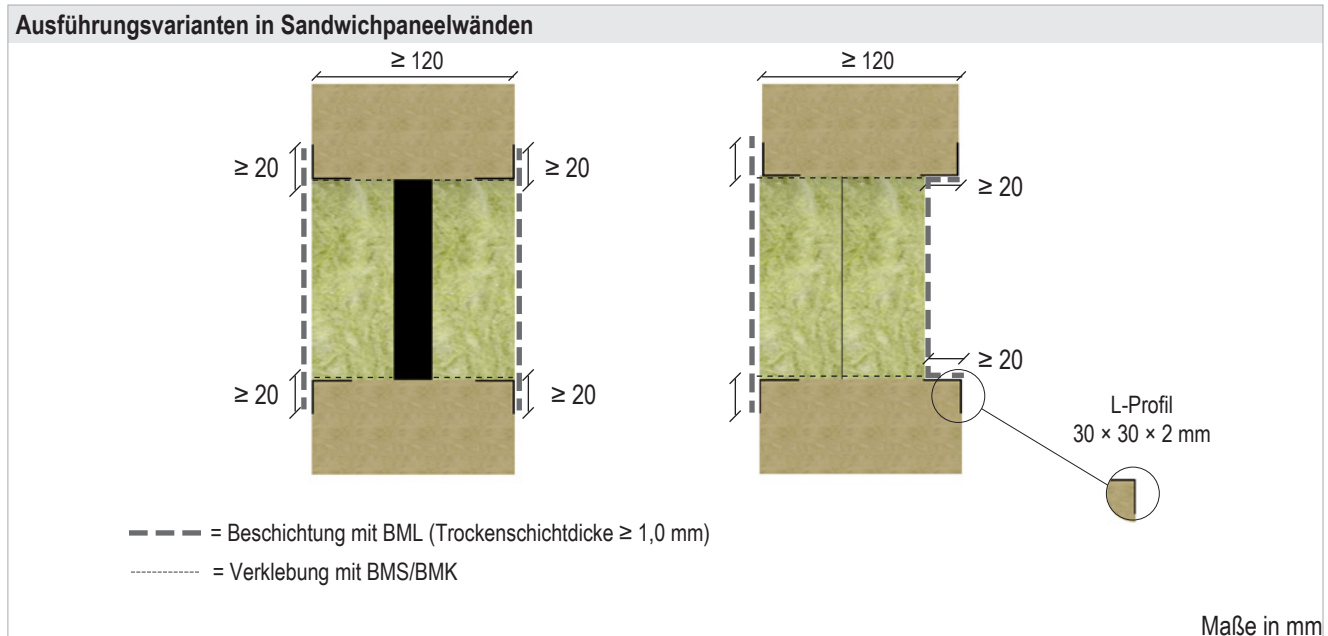 Ausführungsvarianten in Sandwichpaneelwänden
≥ 120
≥ 120
≥ 20
≥ 20
≥ 20
≥ 20
≥ 20
≥ 20
L-Profil
30 × 30 × 2 mm
= Beschichtung mit BML (Trockenschichtdicke ≥ 1,0 mm)
= Verklebung mit BMS/BMK
Maße in mm